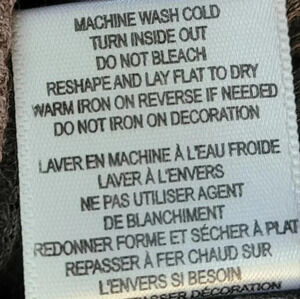 MACHINE WASH COLD
TURN INSIDE OUT
DO NOT BLEACH
RESHAPE AND LAY FLAT TO DRY
WARM IRON ON REVERSE IF NEEDED
DO NOT IRON ON DECORATION
LAVER EN MACHINE À L'EAU FROIDE
LAVER À L'ENVERS
NE PAS UTILISER AGENT
DE BLANCHIMENT
REDONNER FORME ET SÉCHER À PLAT
REPASSER À FER CHAUD SUR
L'ENVERS SI BESOIN
DÉCORATION